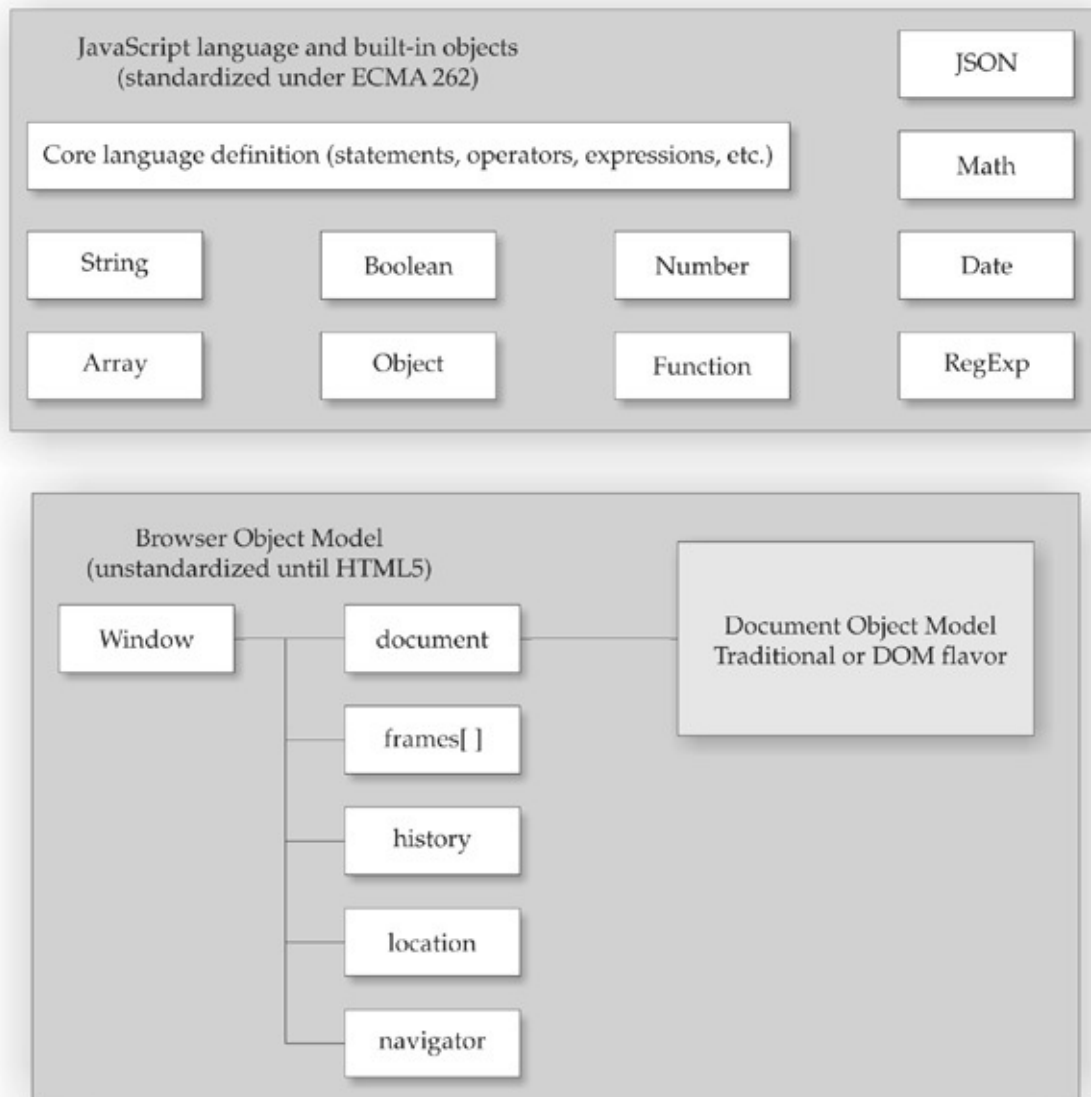 JavaScript language and built-in objects
(standardized under ECMA 262)
JSON
Core language definition (statements, operators, expressions, etc.)
Math
String
Boolean
Number
Date
Array
Object
Function
RegExp
Browser Object Model
(unstandardized until HTML5)
Window
document
Document Object Model
Traditional or DOM flavor
frames[ ]
history
location
navigator